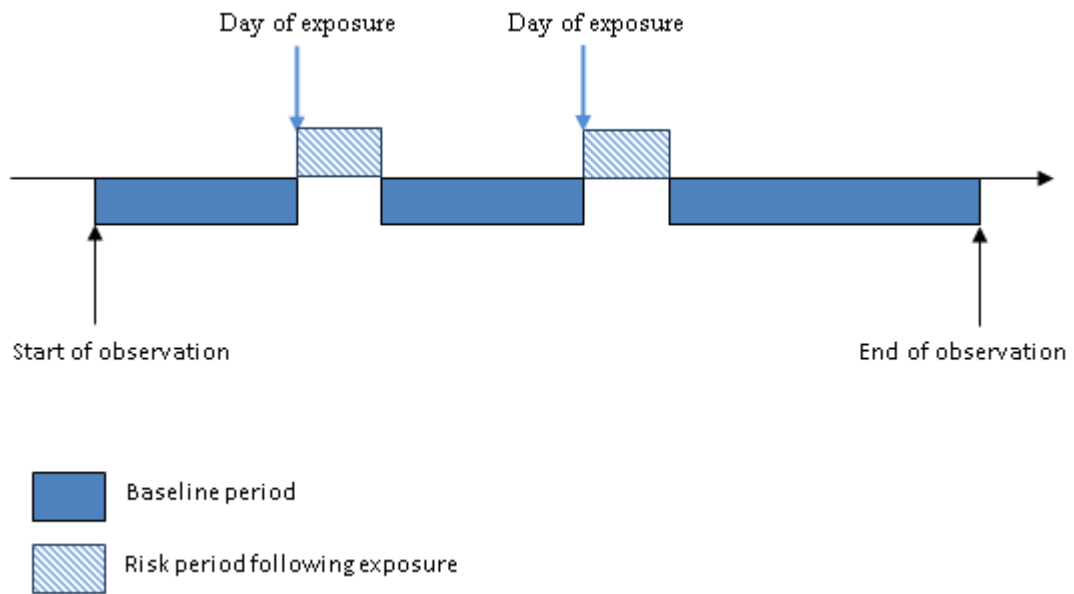 Day of exposure
Day of exposure
Start of observation
End of observation
Baseline period
Risk period following exposure